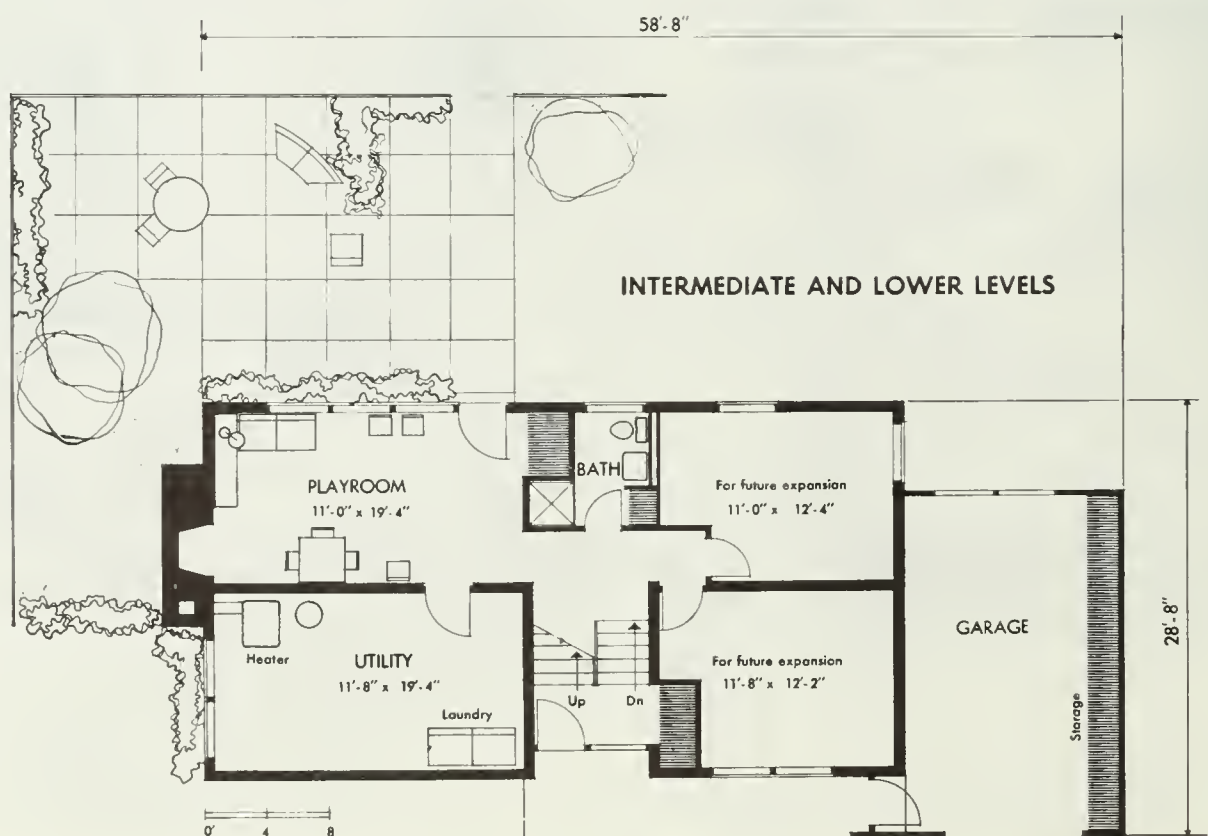 58'-8"
INTERMEDIATE AND LOWER LEVELS
PLAYROOM
11'-0" x 19'-4"
BATH
For future expansion
11'-0" x 12'-4"
Heater
UTILITY
11'-8" x 19'-4"
Laundry
Up
Dn
For future expansion
11'-8" x 12'-2"
GARAGE
Storage
28'-8"
0' 4 8